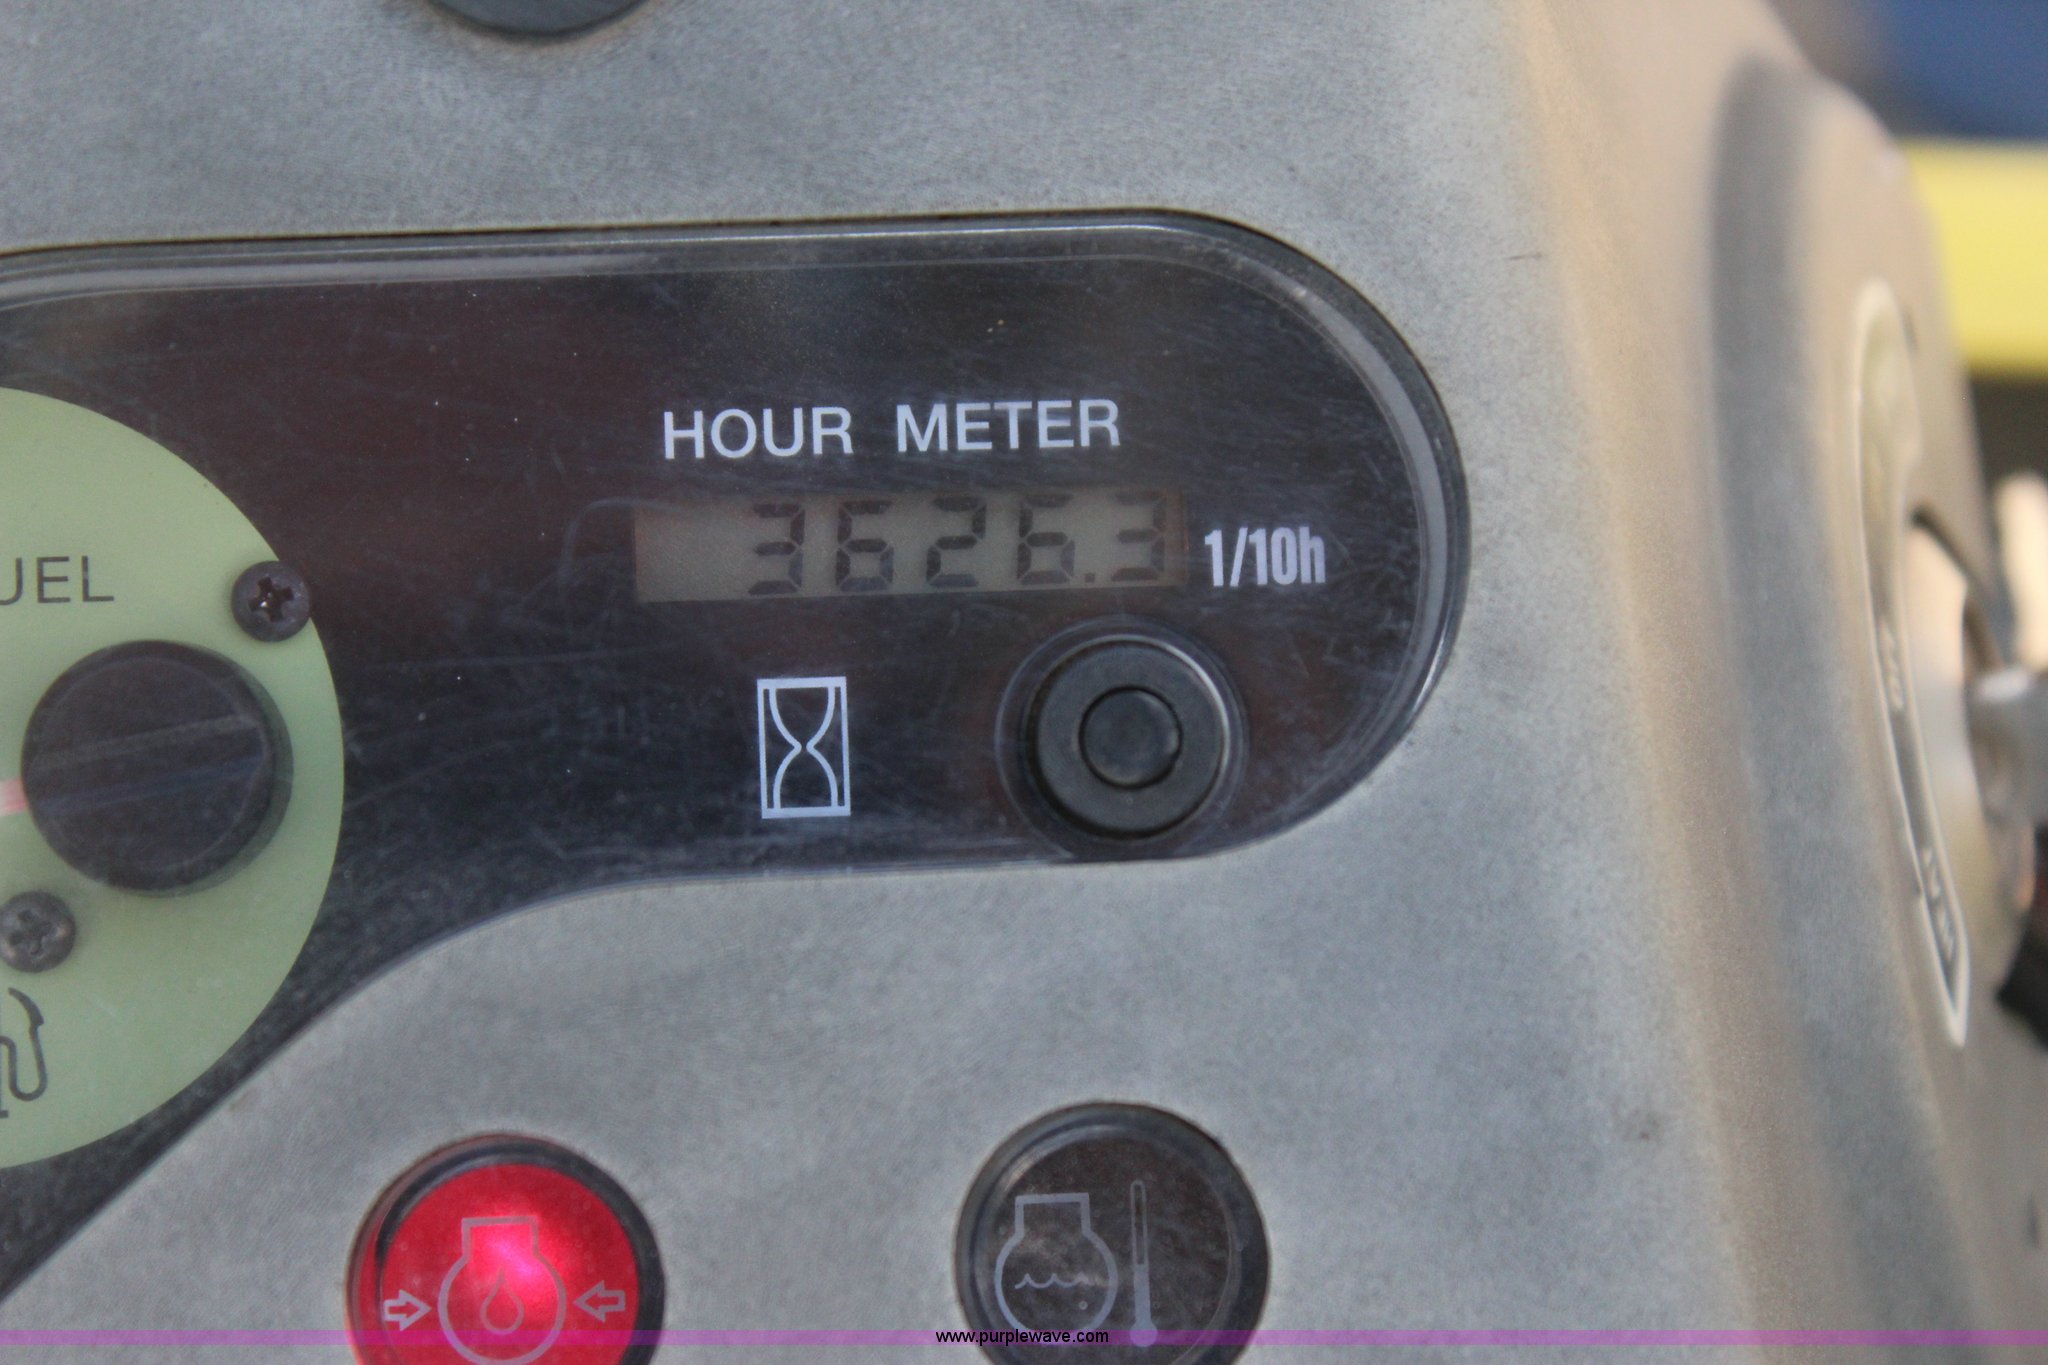 HOUR METER
3626.3 1/10h
UEL
www.purplewave.com